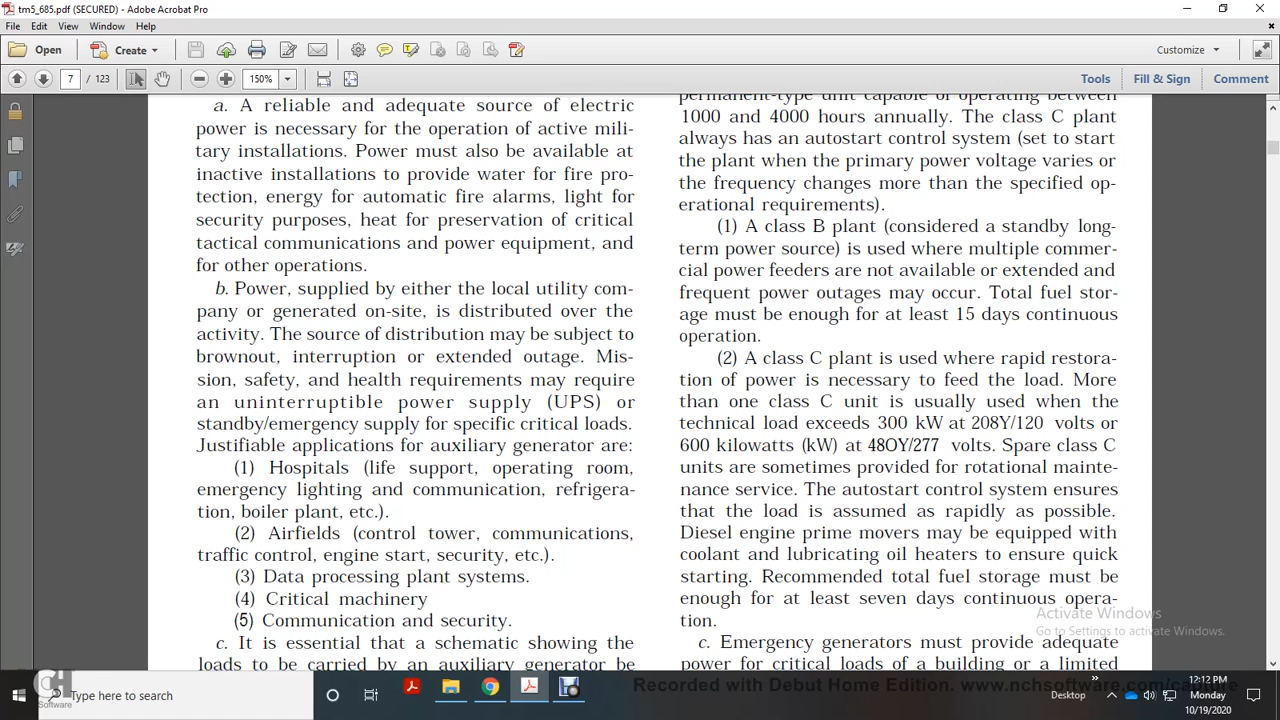 tm5_685.pdf (SECURED) - Adobe Acrobat Pro
File Edit View Window Help
Open Create Customize
7 / 123 150% Tools Fill & Sign Comment
a. A reliable and adequate source of electric
power is necessary for the operation of active mili-
tary installations. Power must also be available at
inactive installations to provide water for fire pro-
tection, energy for automatic fire alarms, light for
security purposes, heat for preservation of critical
tactical communications and power equipment, and
for other operations.
b. Power, supplied by either the local utility com-
pany or generated on-site, is distributed over the
activity. The source of distribution may be subject to
brownout, interruption or extended outage. Mis-
sion, safety, and health requirements may require
an uninterruptible power supply (UPS) or
standby/emergency supply for specific critical loads.
Justifiable applications for auxiliary generator are:
(1) Hospitals (life support, operating room,
emergency lighting and communication, refrigera-
tion, boiler plant, etc.).
(2) Airfields (control tower, communications,
traffic control, engine start, security, etc.).
(3) Data processing plant systems.
(4) Critical machinery
(5) Communication and security.
c. It is essential that a schematic showing the
loads to be carried by an auxiliary generator be
permanent-type unit capable of operating between
1000 and 4000 hours annually. The class C plant
always has an autostart control system (set to start
the plant when the primary power voltage varies or
the frequency changes more than the specified op-
erational requirements).
(1) A class B plant (considered a standby long-
term power source) is used where multiple commer-
cial power feeders are not available or extended and
frequent power outages may occur. Total fuel stor-
age must be enough for at least 15 days continuous
operation.
(2) A class C plant is used where rapid restora-
tion of power is necessary to feed the load. More
than one class C unit is usually used when the
technical load exceeds 300 kW at 208Y/120 volts or
600 kilowatts (kW) at 48OY/277 volts. Spare class C
units are sometimes provided for rotational mainte-
nance service. The autostart control system ensures
that the load is assumed as rapidly as possible.
Diesel engine prime movers may be equipped with
coolant and lubricating oil heaters to ensure quick
starting. Recommended total fuel storage must be
enough for at least seven days continuous opera-
tion.
c. Emergency generators must provide adequate
power for critical loads of a building or a limited
Activate Windows
Go to Settings to activate Windows.
CH
Software
Type here to search
Recorded with Debut Home Edition. www.nchsoftware.com/capture
Desktop
12:12 PM
Monday
10/19/2020